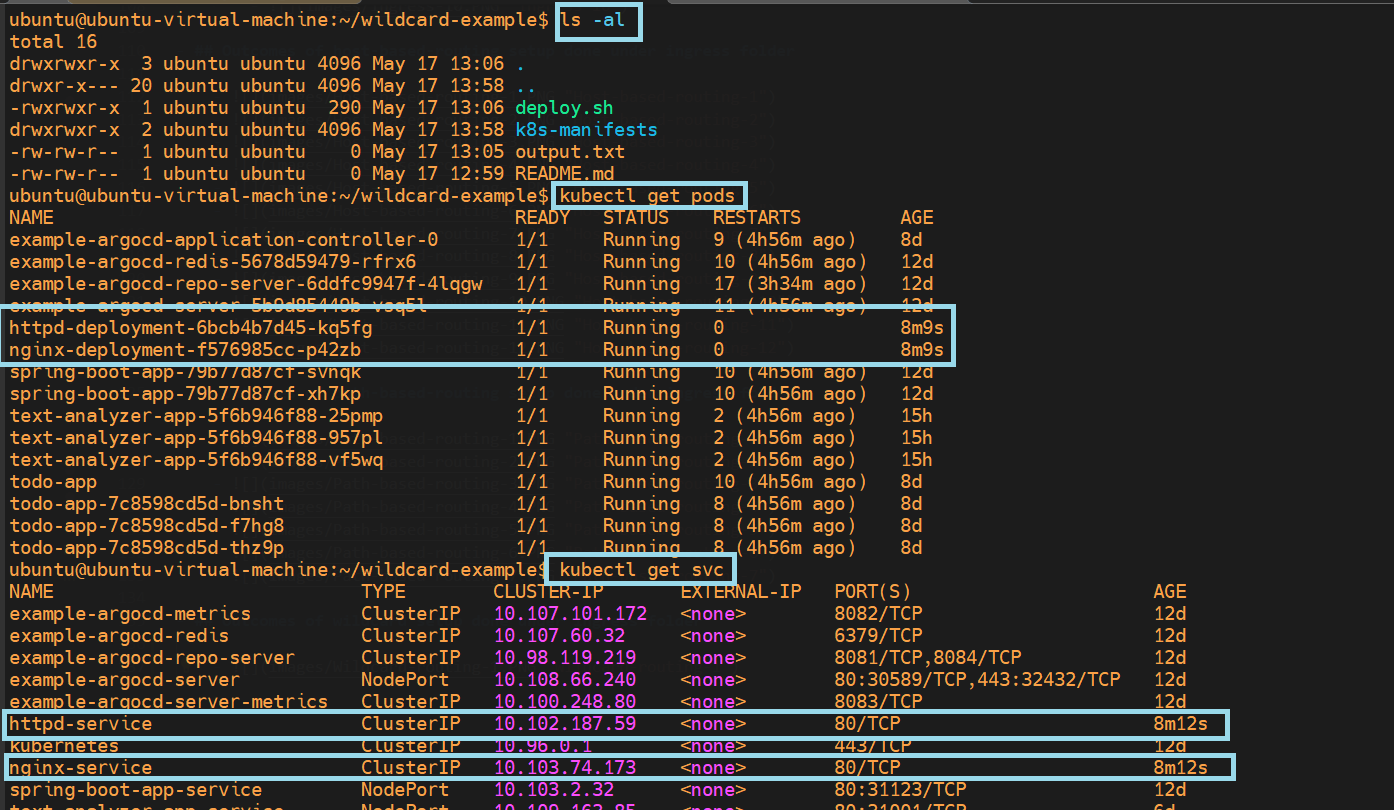 ubuntu@ubuntu-virtual-machine:~/wildcard-example$ ls -al
total 16
drwxrwxr-x  3 ubuntu ubuntu 4096 May 17 13:06 .
drwxr-x--- 20 ubuntu ubuntu 4096 May 17 13:58 ..
-rwxrwxr-x  1 ubuntu ubuntu  290 May 17 13:06 deploy.sh
drwxrwxr-x  2 ubuntu ubuntu 4096 May 17 13:58 k8s-manifests
-rw-rw-r--  1 ubuntu ubuntu    0 May 17 13:05 output.txt
-rw-rw-r--  1 ubuntu ubuntu    0 May 17 12:59 README.md
ubuntu@ubuntu-virtual-machine:~/wildcard-example$ kubectl get pods
NAME READY STATUS RESTARTS AGE
example-argocd-application-controller-0 1/1 Running 9 (4h56m ago) 8d
example-argocd-redis-5678d59479-rfrx6 1/1 Running 10 (4h56m ago) 12d
example-argocd-repo-server-6ddfc9947f-4lqgw 1/1 Running 17 (3h34m ago) 12d
example-argocd-server-5b9d85449b-vsq5l 1/1 Running 11 (4h56m ago) 12d
httpd-deployment-6bcb4b7d45-kq5fg 1/1 Running 0 8m9s
nginx-deployment-f576985cc-p42zb 1/1 Running 0 8m9s
spring-boot-app-79b77d87cf-svnqk 1/1 Running 10 (4h56m ago) 12d
spring-boot-app-79b77d87cf-xh7kp 1/1 Running 10 (4h56m ago) 12d
text-analyzer-app-5f6b946f88-25pmp 1/1 Running 2 (4h56m ago) 15h
text-analyzer-app-5f6b946f88-957pl 1/1 Running 2 (4h56m ago) 15h
text-analyzer-app-5f6b946f88-vf5wq 1/1 Running 2 (4h56m ago) 15h
todo-app 1/1 Running 10 (4h56m ago) 8d
todo-app-7c8598cd5d-bnsht 1/1 Running 8 (4h56m ago) 8d
todo-app-7c8598cd5d-f7hg8 1/1 Running 8 (4h56m ago) 8d
todo-app-7c8598cd5d-thz9p 1/1 Running 8 (4h56m ago) 8d
ubuntu@ubuntu-virtual-machine:~/wildcard-example$ kubectl get svc
NAME TYPE CLUSTER-IP EXTERNAL-IP PORT(S) AGE
example-argocd-metrics ClusterIP 10.107.101.172 <none> 8082/TCP 12d
example-argocd-redis ClusterIP 10.107.60.32 <none> 6379/TCP 12d
example-argocd-repo-server ClusterIP 10.98.119.219 <none> 8081/TCP,8084/TCP 12d
example-argocd-server NodePort 10.108.66.240 <none> 80:30589/TCP,443:32432/TCP 12d
example-argocd-server-metrics ClusterIP 10.100.248.80 <none> 8083/TCP 12d
httpd-service ClusterIP 10.102.187.59 <none> 80/TCP 8m12s
kubernetes ClusterIP 10.96.0.1 <none> 443/TCP 12d
nginx-service ClusterIP 10.103.74.173 <none> 80/TCP 8m12s
spring-boot-app-service NodePort 10.103.2.32 <none> 80:31123/TCP 12d
text-analyzer-app-service NodePort <none>